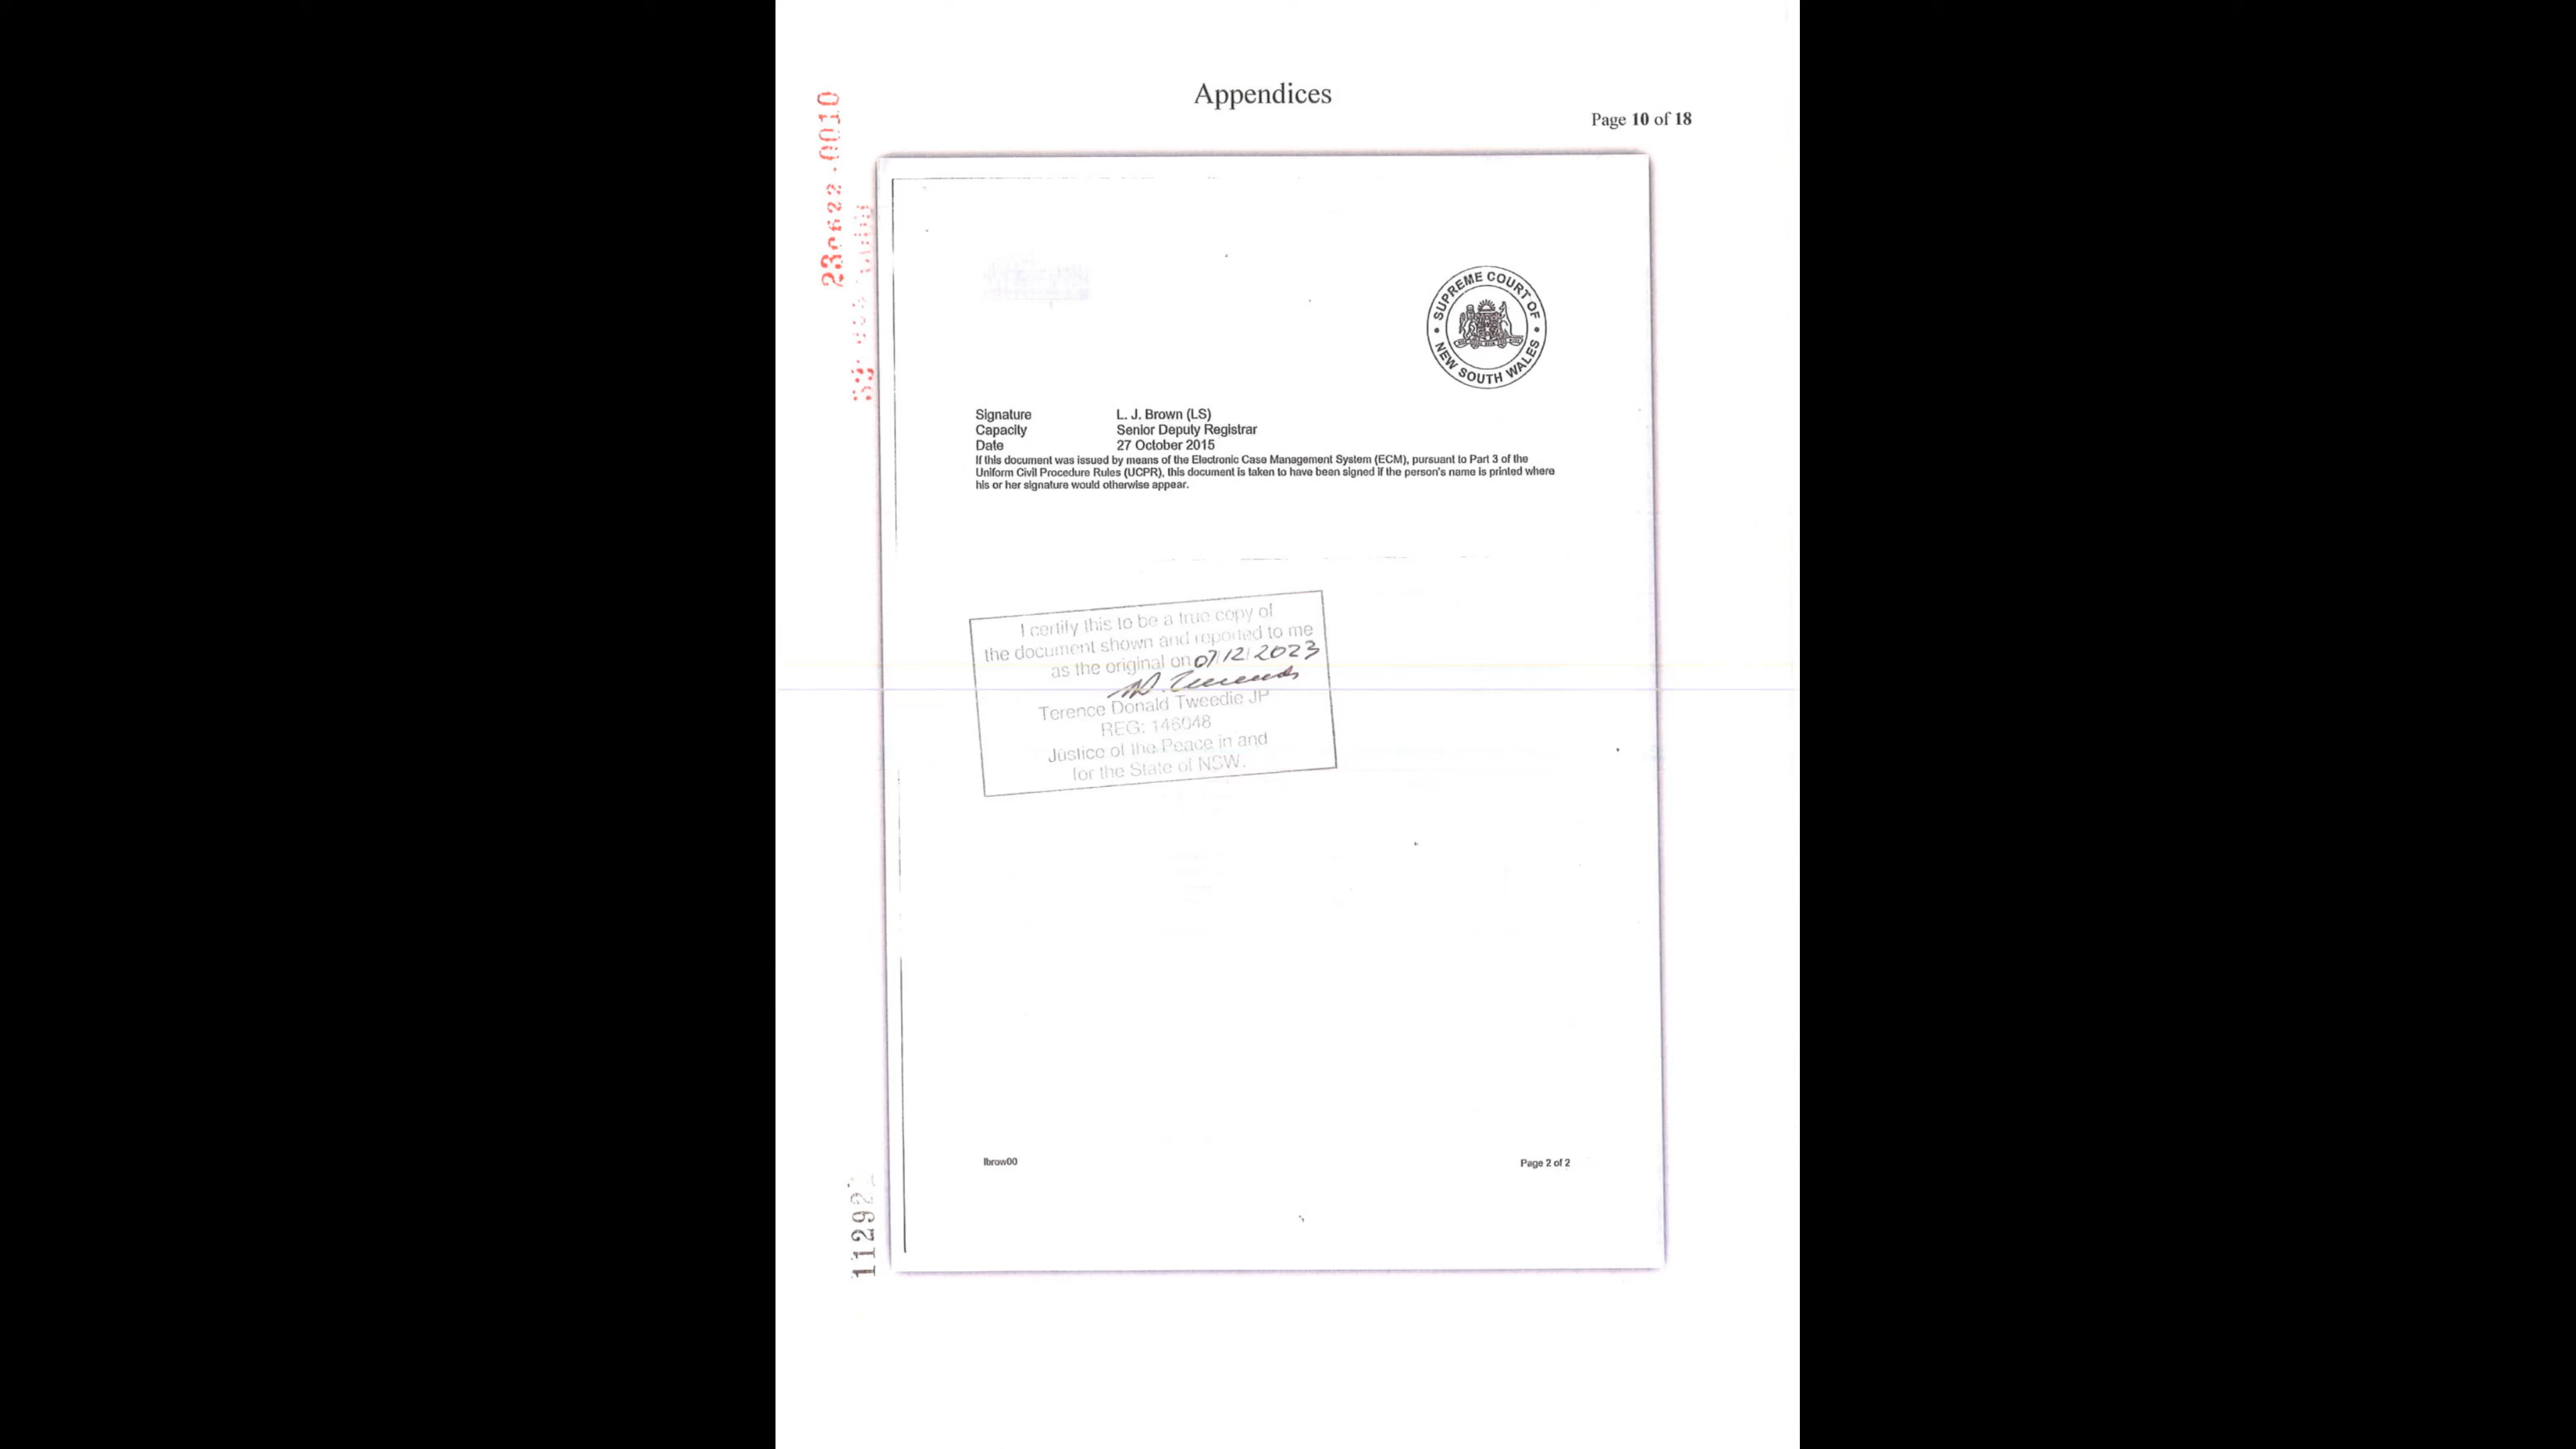 Appendices
Page 10 of 18
SUPREME COURT OF
NEW SOUTH WALES
Signature L. J. Brown (LS)
Capacity Senior Deputy Registrar
Date 27 October 2015
If this document was issued by means of the Electronic Case Management System (ECM), pursuant to Part 3 of the
Uniform Civil Procedure Rules (UCPR), this document is taken to have been signed if the person's name is printed where
his or her signature would otherwise appear.
I certify this to be a true copy of
the document shown and reported to me
as the original on 07/12/2023
Terence Donald Tweedie JP
REG: 146048
Justice of the Peace in and
for the State of NSW.
lbrow00 Page 2 of 2